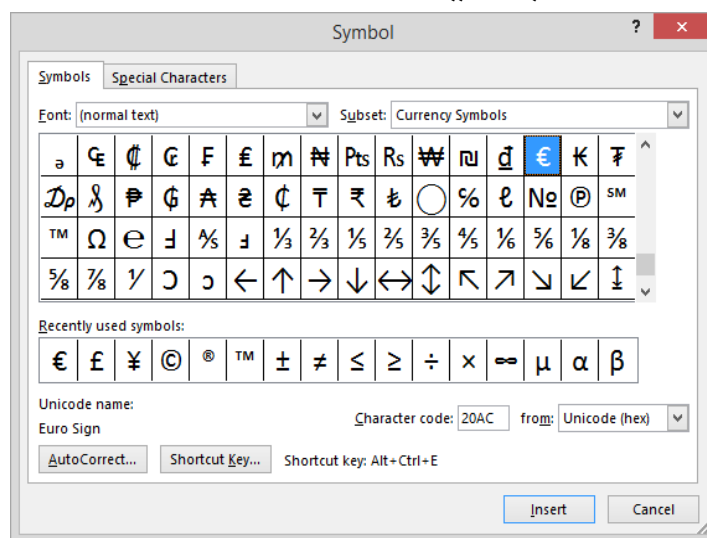 Symbol
?
×
Symbols Special Characters
Font: (normal text) Subset: Currency Symbols
ₔ ₠ ₡ ₢ ₣ ₤ ₥ ₦ ₧ ₨ ₩ ₪ ₫ € ₭ ₮
₯ ₰ ₱ ₲ ₳ ₴ ₵ ₸ ₹ ₺ ⃝ ℅ ℓ № ℗ ℠
™ Ω ℮ Ⅎ ⅍ ⅎ ⅓ ⅔ ⅕ ⅖ ⅗ ⅘ ⅙ ⅚ ⅛ ⅜
⅝ ⅞ ⅟ Ↄ ↄ ← ↑ → ↓ ↔ ↕ ↖ ↗ ↘ ↙ ↨
Recently used symbols:
€ £ ¥ © ® ™ ± ≠ ≤ ≥ ÷ × ∞ µ α β
Unicode name:
Euro Sign
Character code: 20AC from: Unicode (hex)
AutoCorrect... Shortcut Key... Shortcut key: Alt+Ctrl+E
Insert Cancel